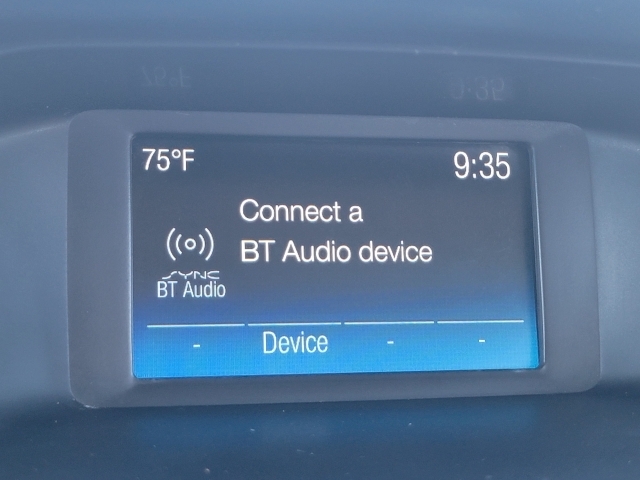 75°F
9:35
Connect a
BT Audio device
SYNC
BT Audio
- Device - -